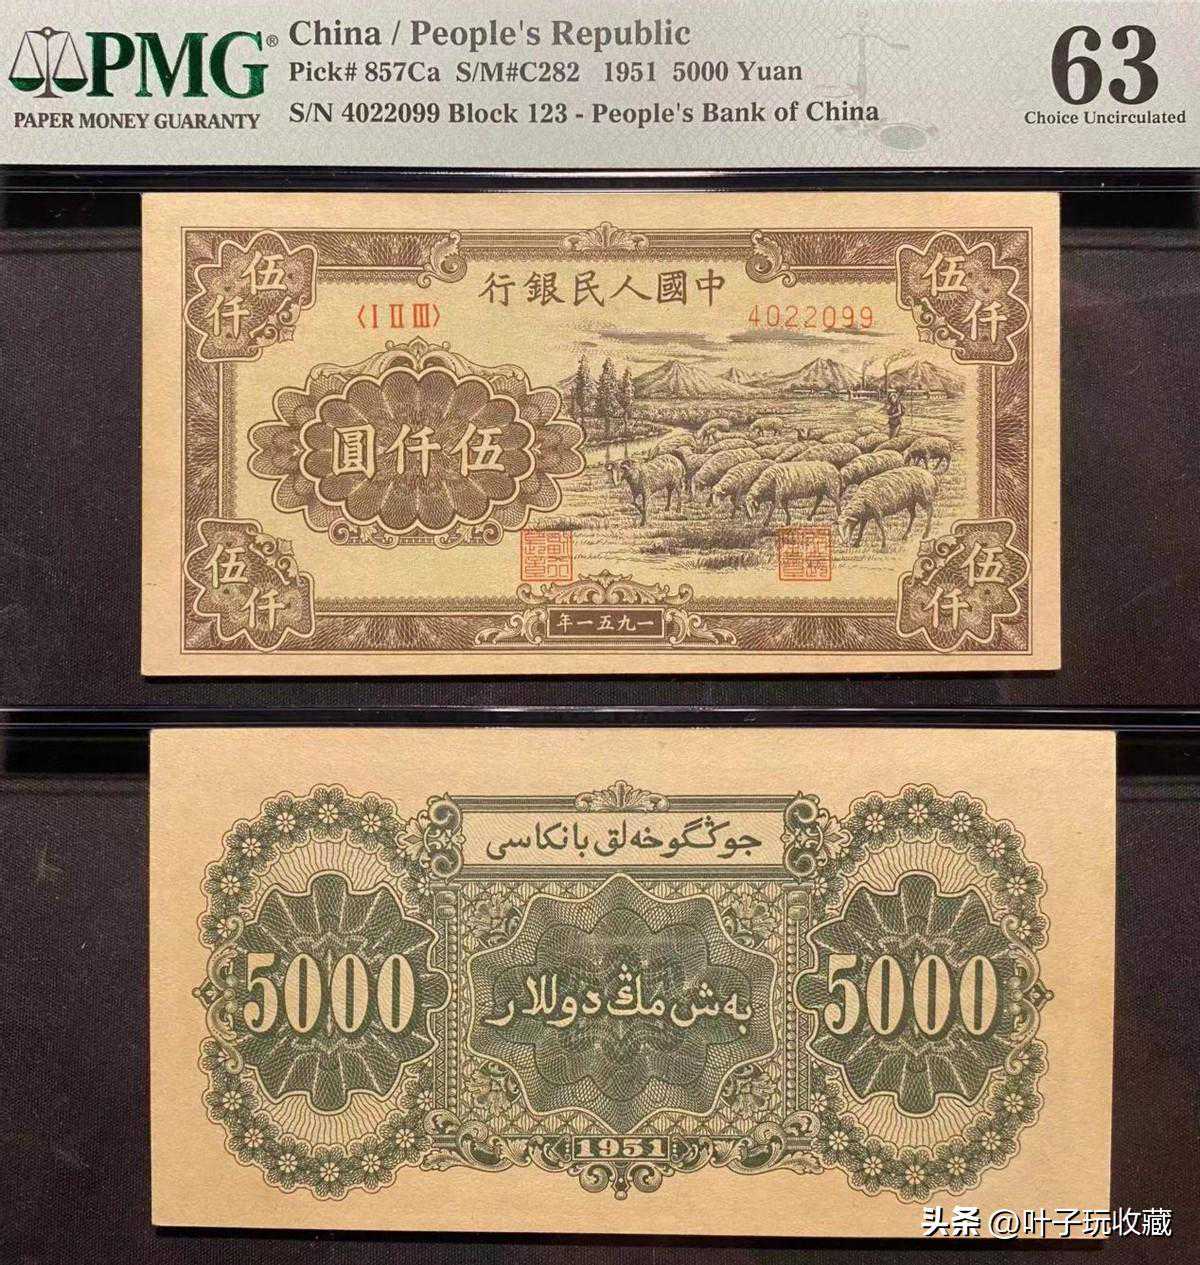 PMG®
PAPER MONEY GUARANTY
China / People's Republic
Pick# 857Ca S/M#C282 1951 5000 Yuan
S/N 4022099 Block 123 - People's Bank of China
63
Choice Uncirculated
伍仟
行銀民人國中
伍仟
〈I II III〉
4022099
圓仟伍
伍仟
年一五九一
伍仟
جوڭگو خەلق بانكاسى
5000
بەش مىڭ دوللار
5000
1951
头条 @叶子玩收藏